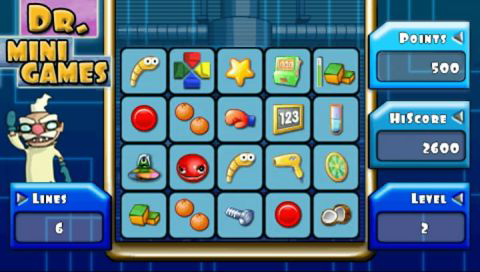 DR.
MINI
GAMES
POINTS
500
HISCORE
2600
123
LINES
6
LEVEL
2